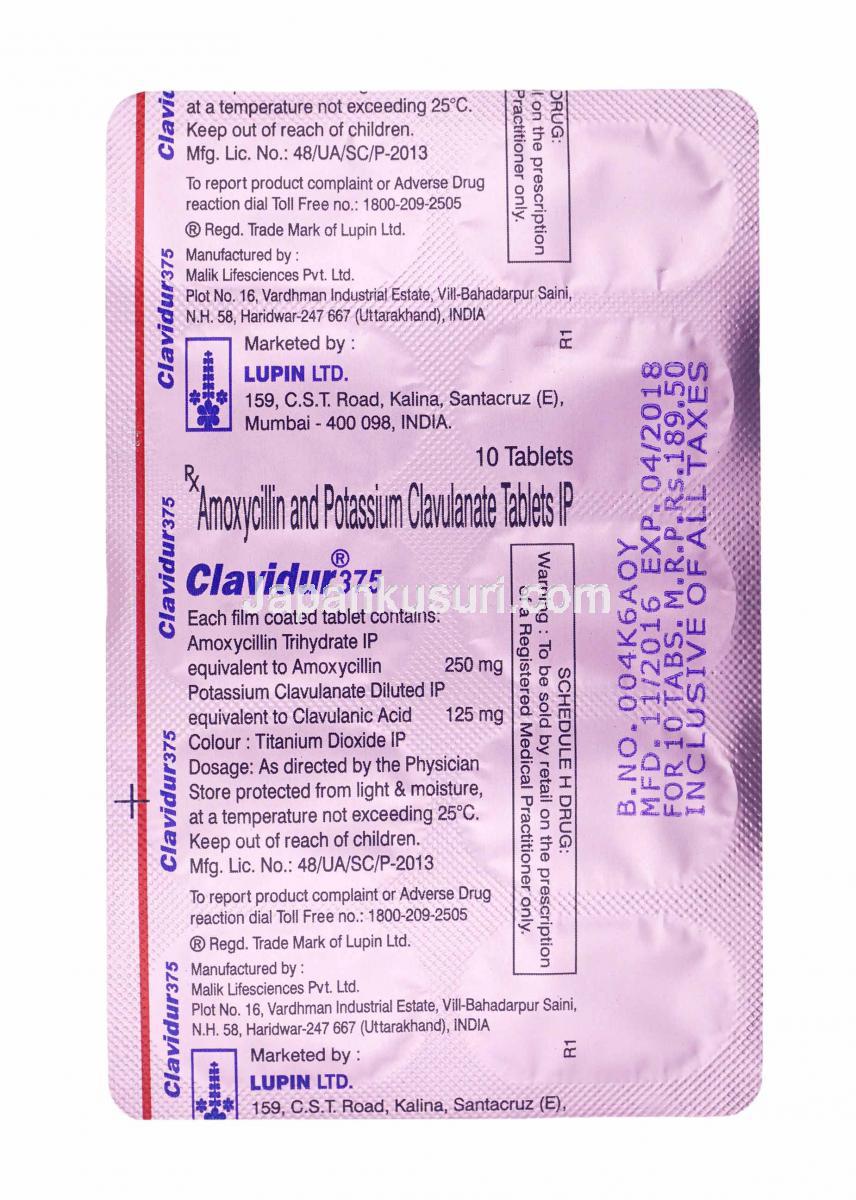 at a temperature not exceeding 25°C.
Keep out of reach of children.
Mfg. Lic. No.: 48/UA/SC/P-2013
To report product complaint or Adverse Drug
reaction dial Toll Free no.: 1800-209-2505
® Regd. Trade Mark of Lupin Ltd.
Manufactured by :
Malik Lifesciences Pvt. Ltd.
Plot No. 16, Vardhman Industrial Estate, Vill-Bahadarpur Saini,
N.H. 58, Haridwar-247 667 (Uttarakhand), INDIA
Marketed by :
LUPIN LTD.
159, C.S.T. Road, Kalina, Santacruz (E),
Mumbai - 400 098, INDIA.
DRUG:
on the prescription
Practitioner only.
R1
10 Tablets
Rx
Amoxycillin and Potassium Clavulanate Tablets IP
Clavidur®375
Japankusuri.com
Each film coated tablet contains:
Amoxycillin Trihydrate IP
equivalent to Amoxycillin 250 mg
Potassium Clavulanate Diluted IP
equivalent to Clavulanic Acid 125 mg
Colour : Titanium Dioxide IP
Dosage: As directed by the Physician
Store protected from light & moisture,
at a temperature not exceeding 25°C.
Keep out of reach of children.
Mfg. Lic. No.: 48/UA/SC/P-2013
To report product complaint or Adverse Drug
reaction dial Toll Free no.: 1800-209-2505
® Regd. Trade Mark of Lupin Ltd.
Manufactured by :
Malik Lifesciences Pvt. Ltd.
Plot No. 16, Vardhman Industrial Estate, Vill-Bahadarpur Saini,
N.H. 58, Haridwar-247 667 (Uttarakhand), INDIA
Marketed by :
LUPIN LTD.
159, C.S.T. Road, Kalina, Santacruz (E),
SCHEDULE H DRUG:
Warning : To be sold by retail on the prescription
of a Registered Medical Practitioner only.
R1
B.NO.004K6AOY
MFD.11/2016 EXP.04/2018
FOR 10 TABS. M.R.P.Rs.189.50
INCLUSIVE OF ALL TAXES
Clavid
Clavidur375
Clavidur375
Clavidur375
Clavidur375